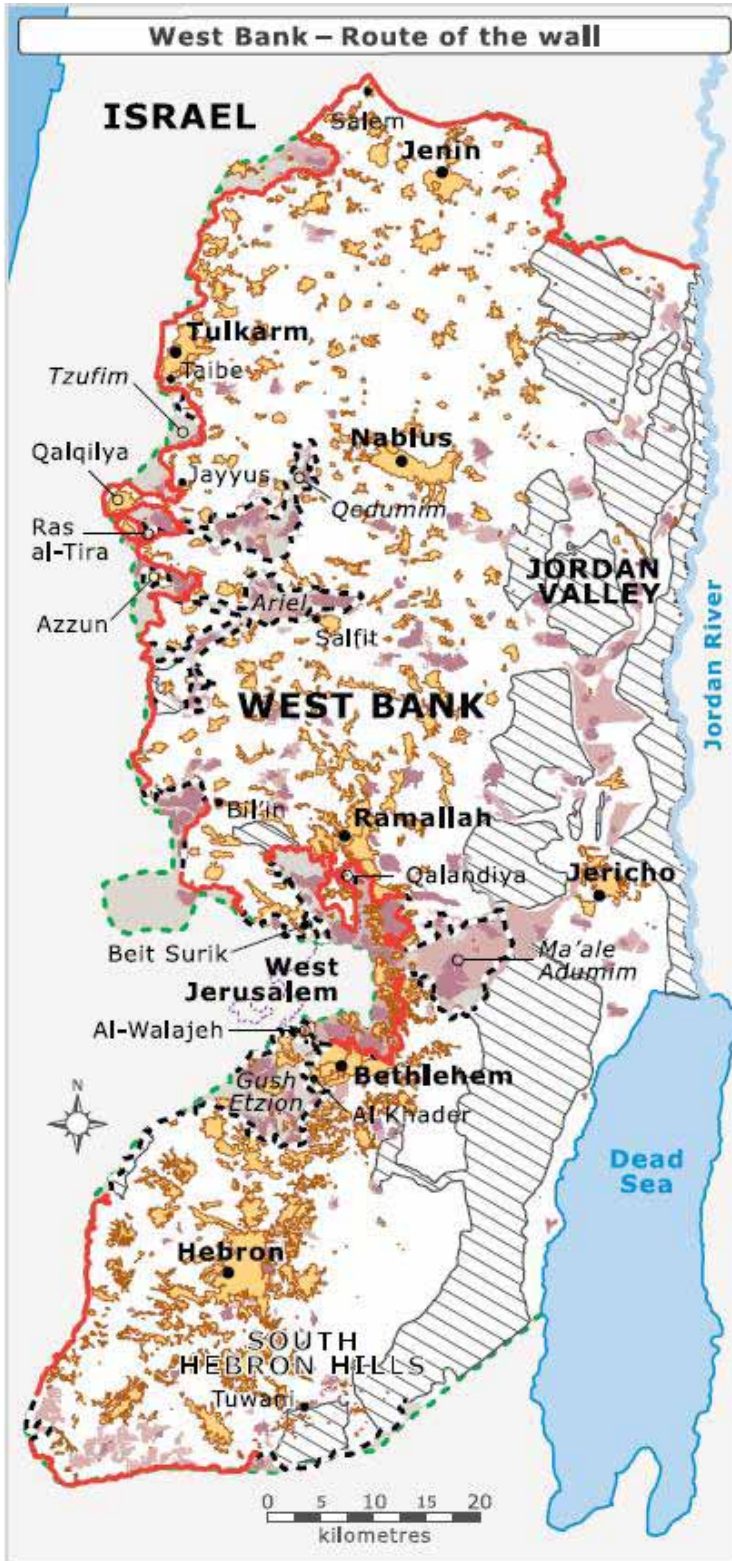 West Bank – Route of the wall
ISRAEL
Salem
Jenin
Tulkarm
Taibe
Tzufim
Nablus
Qalqilya
Jayyus
Qedumim
Ras
al-Tira
JORDAN
VALLEY
Azzun
Ariel
Salfit
Jordan River
WEST BANK
Bil'in
Ramallah
Qalandiya
Jericho
Beit Surik
West
Jerusalem
Ma'ale
Adumim
Al-Walajeh
Bethlehem
N
Gush
Etzion
Al Khader
Dead
Sea
Hebron
SOUTH
HEBRON HILLS
Tuwani
0 5 10 15 20
kilometres